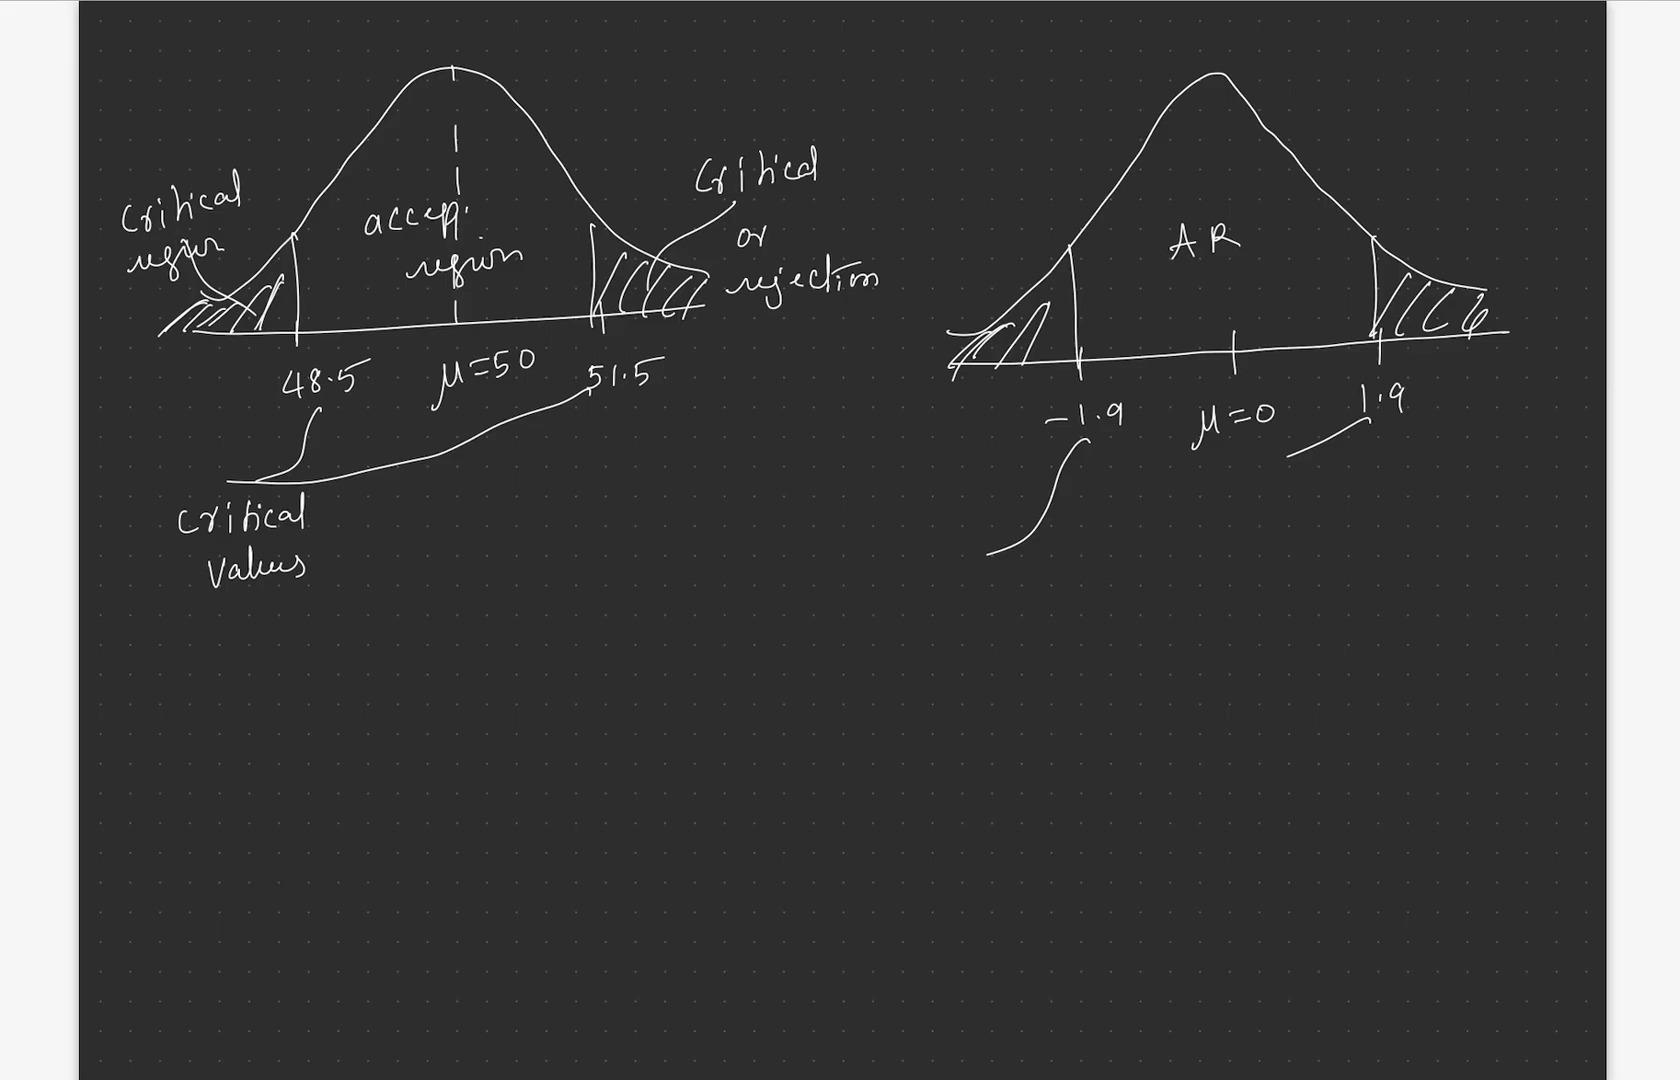 Critical
region
accep.
region
Critical
or
rejection
48.5
μ=50
51.5
Critical
Values
AR
-1.9
μ=0
1.9